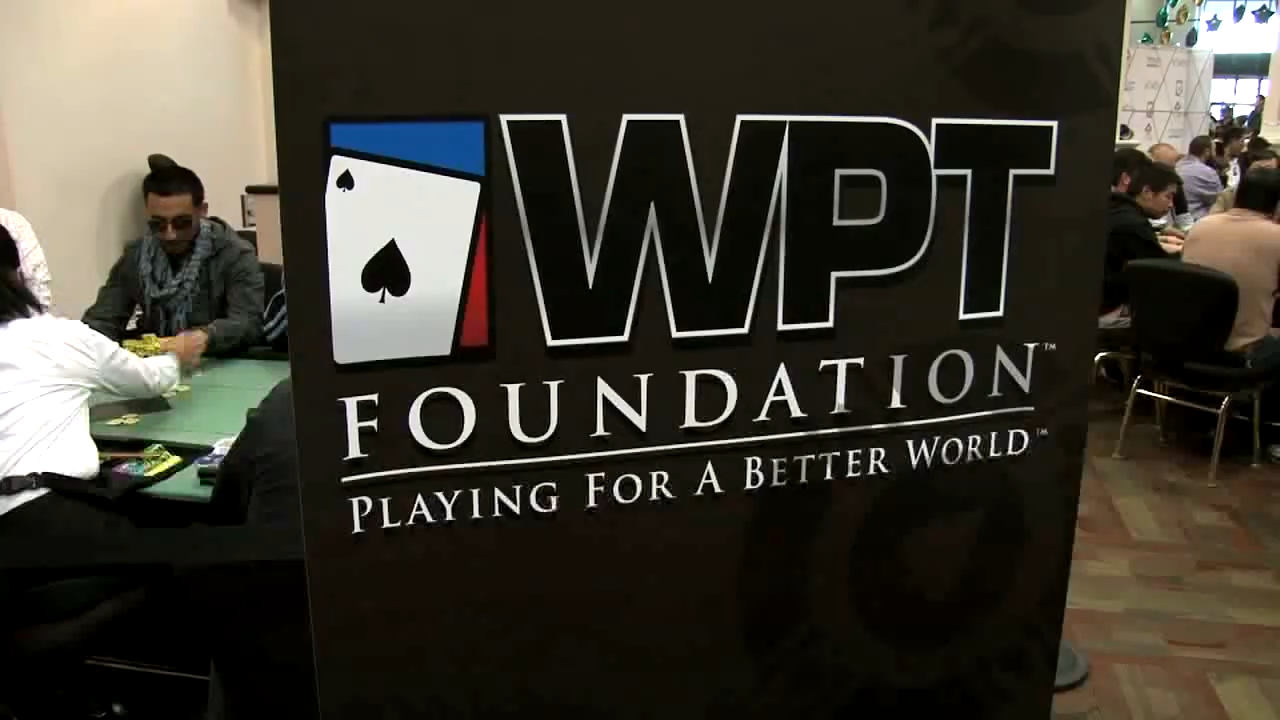 WPT
FOUNDATION™
PLAYING FOR A BETTER WORLD™